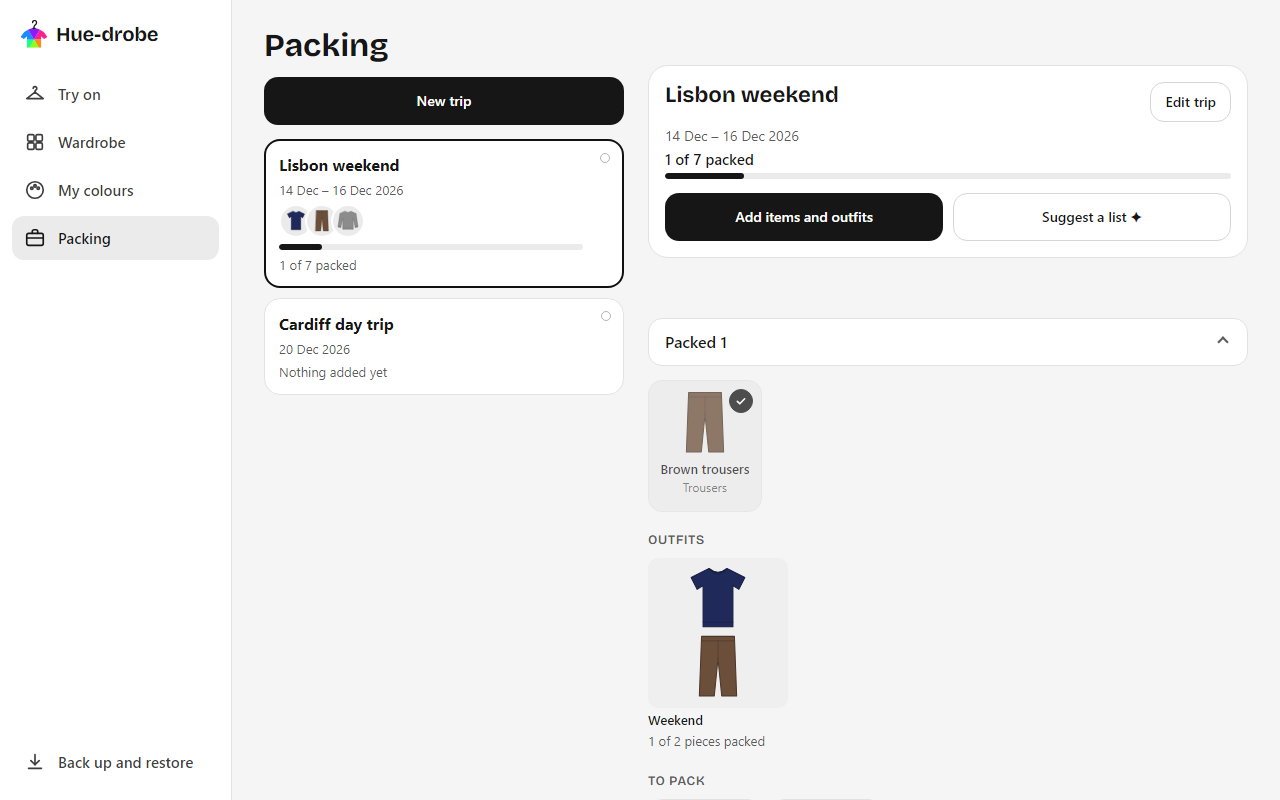 Hue-drobe
Try on
Wardrobe
My colours
Packing
Back up and restore
Packing
New trip
Lisbon weekend
14 Dec – 16 Dec 2026
1 of 7 packed
Cardiff day trip
20 Dec 2026
Nothing added yet
Lisbon weekend
Edit trip
14 Dec – 16 Dec 2026
1 of 7 packed
Add items and outfits
Suggest a list ✦
Packed 1
Brown trousers
Trousers
OUTFITS
Weekend
1 of 2 pieces packed
TO PACK